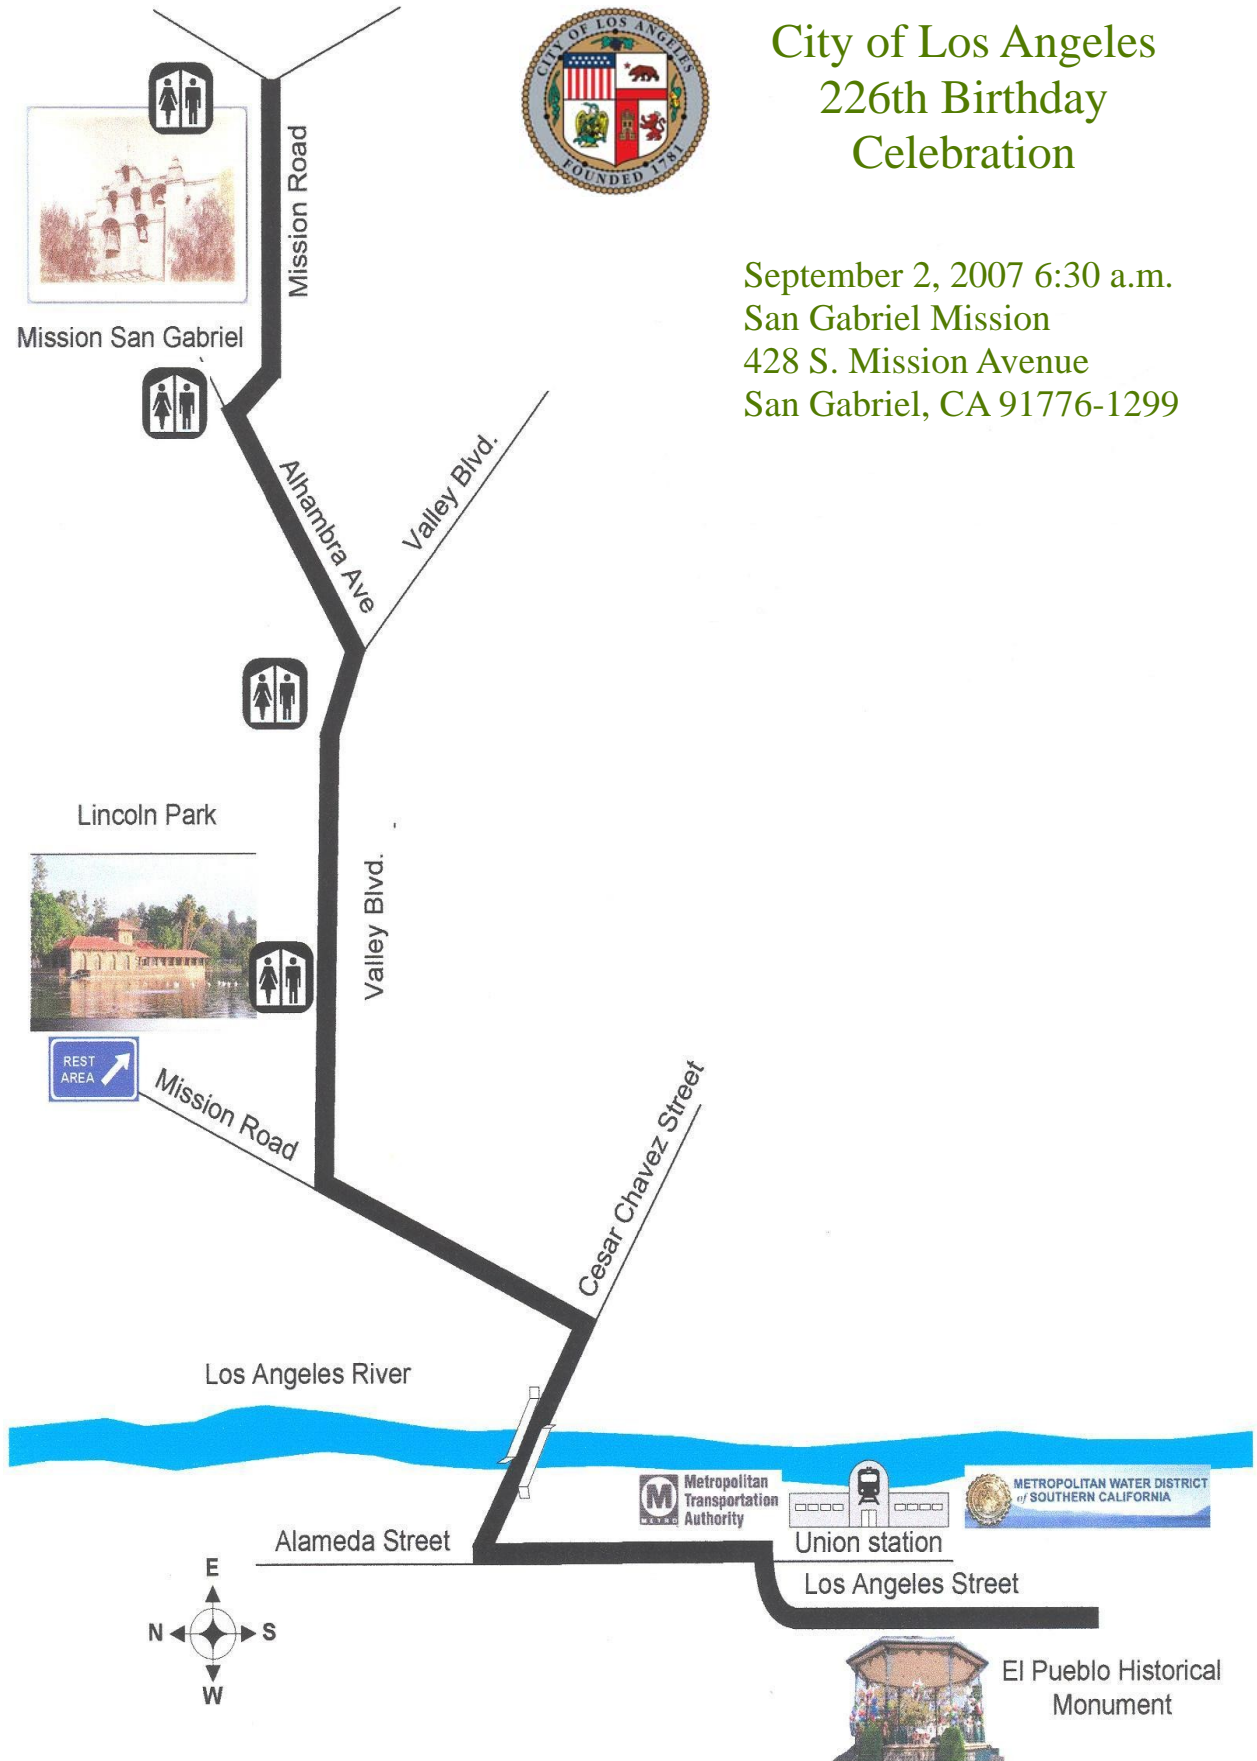 City of Los Angeles
226th Birthday
Celebration
CITY OF LOS ANGELES
FOUNDED 1781
September 2, 2007 6:30 a.m.
San Gabriel Mission
428 S. Mission Avenue
San Gabriel, CA 91776-1299
Mission Road
Mission San Gabriel
Alhambra Ave
Valley Blvd.
Lincoln Park
Valley Blvd.
REST
AREA
Mission Road
Cesar Chavez Street
Los Angeles River
M
METRO
Metropolitan
Transportation
Authority
METROPOLITAN WATER DISTRICT
of SOUTHERN CALIFORNIA
Alameda Street
Union station
Los Angeles Street
E
N
S
W
El Pueblo Historical
Monument